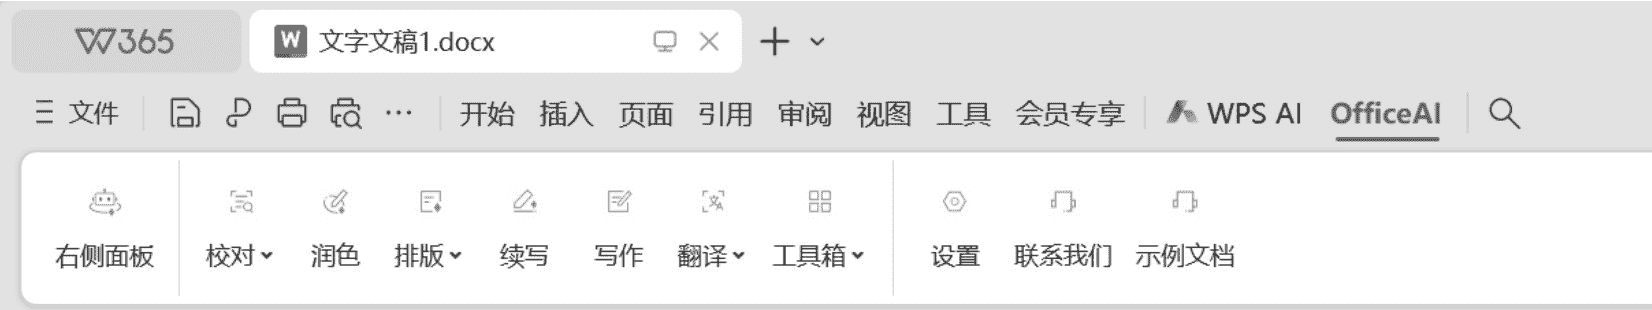 W365 文字文稿1.docx
文件 开始 插入 页面 引用 审阅 视图 工具 会员专享 WPS AI OfficeAI
右侧面板 校对 润色 排版 续写 写作 翻译 工具箱 设置 联系我们 示例文档